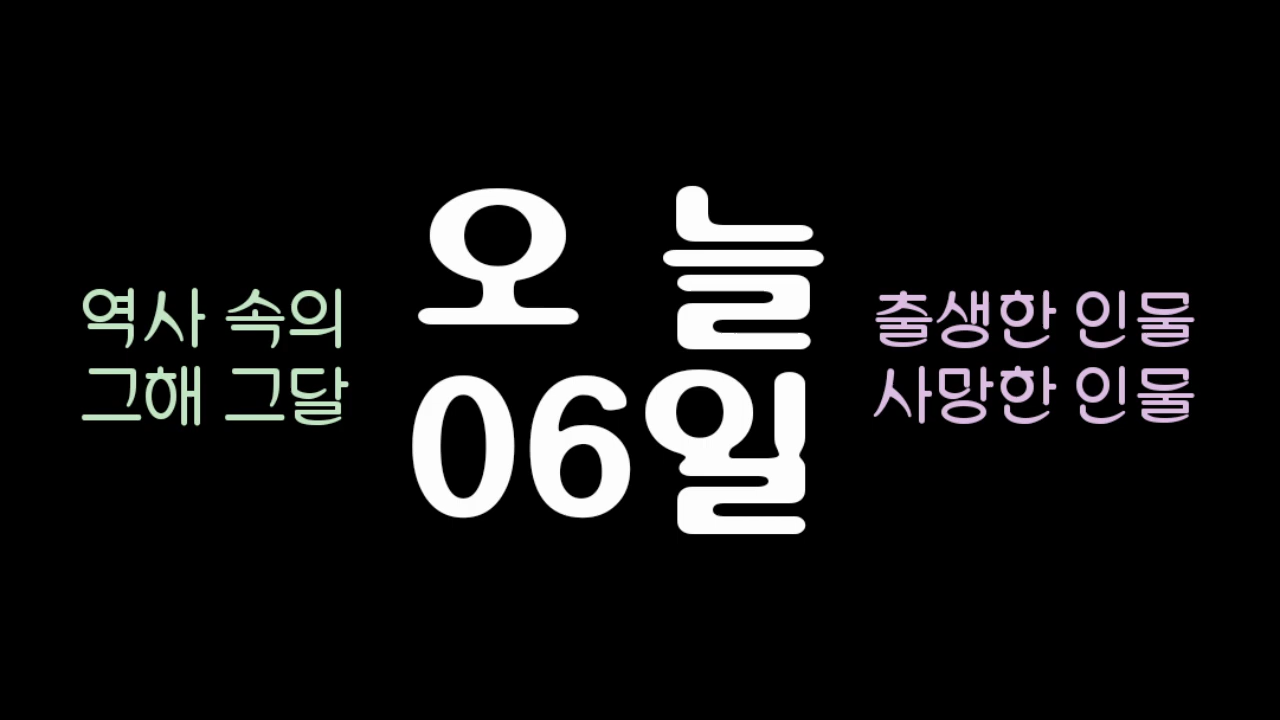 역사 속의
그해 그달
오 늘
06일
출생한 인물
사망한 인물